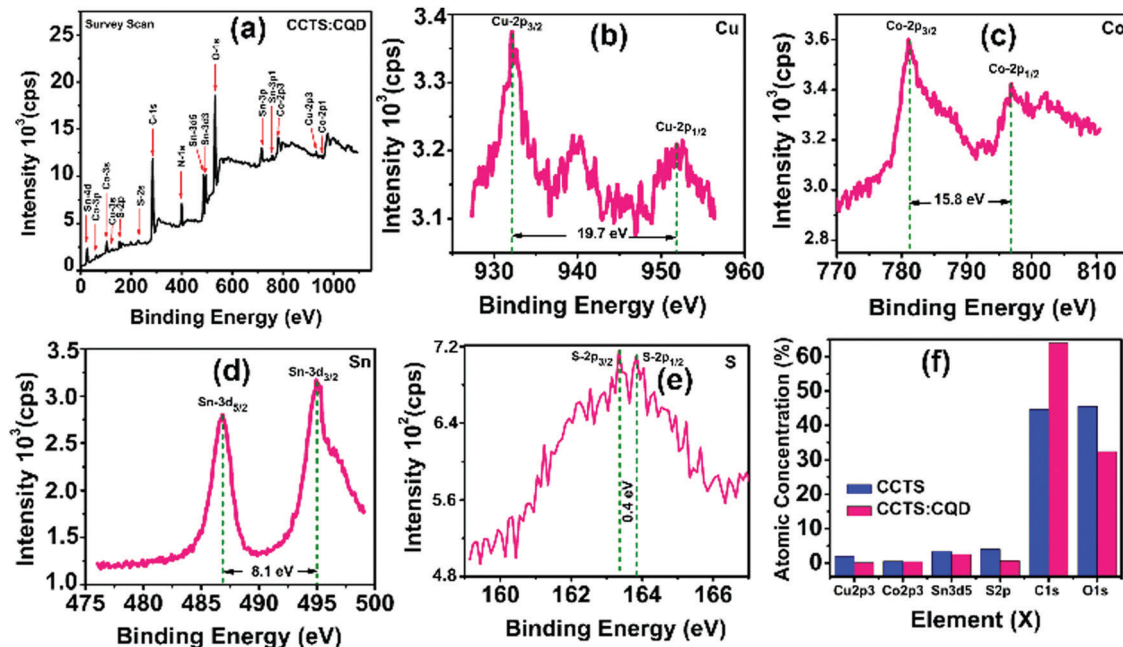 (a)
Survey Scan
CCTS:CQD
Intensity 10³(cps)
25
20
15
10
5
0
Sn-4d
Co-3p
Co-3s
Cu-3s
S-2p
S-2s
C-1s
N-1s
Sn-3d5
Sn-3d3
O-1s
Sn-3p
Sn-3p1
Co-2p3
Cu-2p3
Co-2p1
0 200 400 600 800 1000
Binding Energy (eV)
(b)
Cu
Cu-2p3/2
Cu-2p1/2
19.7 eV
Intensity 10³ (cps)
3.4
3.3
3.2
3.1
930 940 950 960
Binding Energy (eV)
(c)
Co
Co-2p3/2
Co-2p1/2
15.8 eV
Intensity 10³ (cps)
3.6
3.3
3.0
2.8
770 780 790 800 810
Binding Energy (eV)
(d)
Sn
Sn-3d5/2
Sn-3d3/2
8.1 eV
Intensity 10³ (cps)
3.5
3.0
2.5
2.0
1.5
1.0
475 485 490 495 500
Binding Energy (eV)
(e)
S
S-2p3/2
S-2p1/2
0.4 eV
Intensity 10²(cps)
7.2
6.4
5.6
4.8
160 162 164 166
Binding Energy (eV)
(f)
CCTS
CCTS:CQD
Atomic Concentration (%)
60
50
40
30
20
10
0
Cu2p3 Co2p3 Sn3d5 S2p C1s O1s
Element (X)